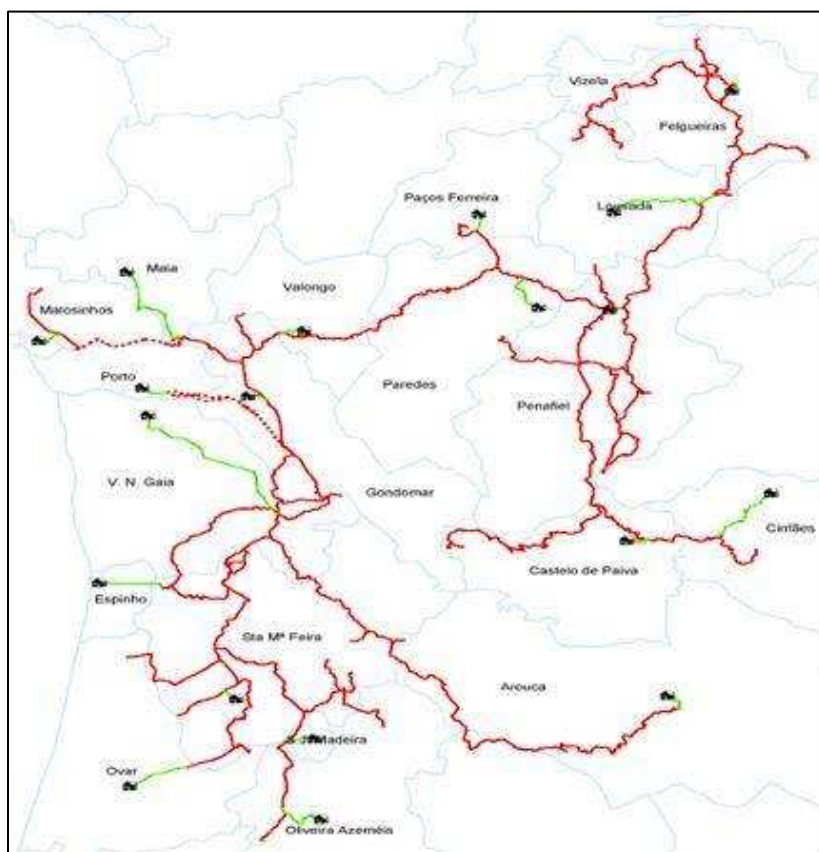 Vizela
Felgueiras
Paços Ferreira
Lousada
Maia
Valongo
Matosinhos
Porto
Paredes
Penafiel
V. N. Gaia
Gondomar
Cinfães
Castelo de Paiva
Espinho
Sta Mª Feira
Arouca
S. J. Madeira
Ovar
Oliveira Azeméis